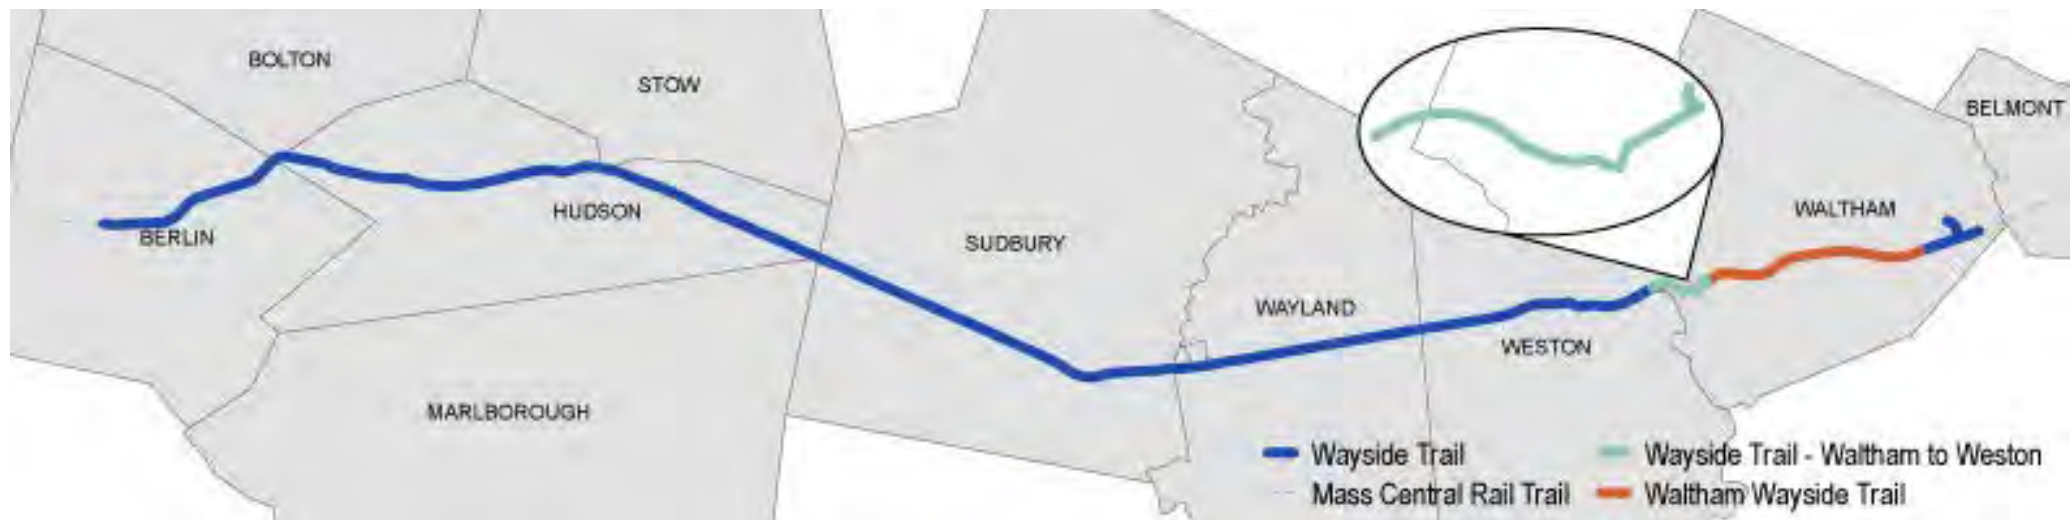 BOLTON
STOW
BELMONT
BERLIN
HUDSON
SUDBURY
WALTHAM
WAYLAND
WESTON
MARLBOROUGH
Wayside Trail
Mass Central Rail Trail
Wayside Trail - Waltham to Weston
Waltham Wayside Trail